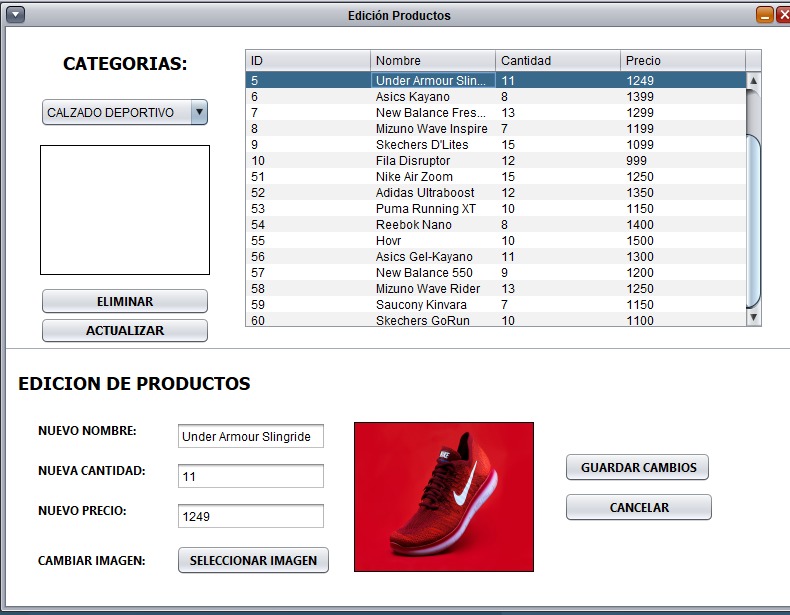 Edición Productos
CATEGORIAS:
CALZADO DEPORTIVO
ELIMINAR
ACTUALIZAR
ID Nombre Cantidad Precio
5 Under Armour Slin... 11 1249
6 Asics Kayano 8 1399
7 New Balance Fres... 13 1299
8 Mizuno Wave Inspire 7 1199
9 Skechers D'Lites 15 1099
10 Fila Disruptor 12 999
51 Nike Air Zoom 15 1250
52 Adidas Ultraboost 12 1350
53 Puma Running XT 10 1150
54 Reebok Nano 8 1400
55 Hovr 10 1500
56 Asics Gel-Kayano 11 1300
57 New Balance 550 9 1200
58 Mizuno Wave Rider 13 1250
59 Saucony Kinvara 7 1150
60 Skechers GoRun 10 1100
EDICION DE PRODUCTOS
NUEVO NOMBRE: Under Armour Slingride
NUEVA CANTIDAD: 11
NUEVO PRECIO: 1249
CAMBIAR IMAGEN: SELECCIONAR IMAGEN
NIKE
GUARDAR CAMBIOS
CANCELAR